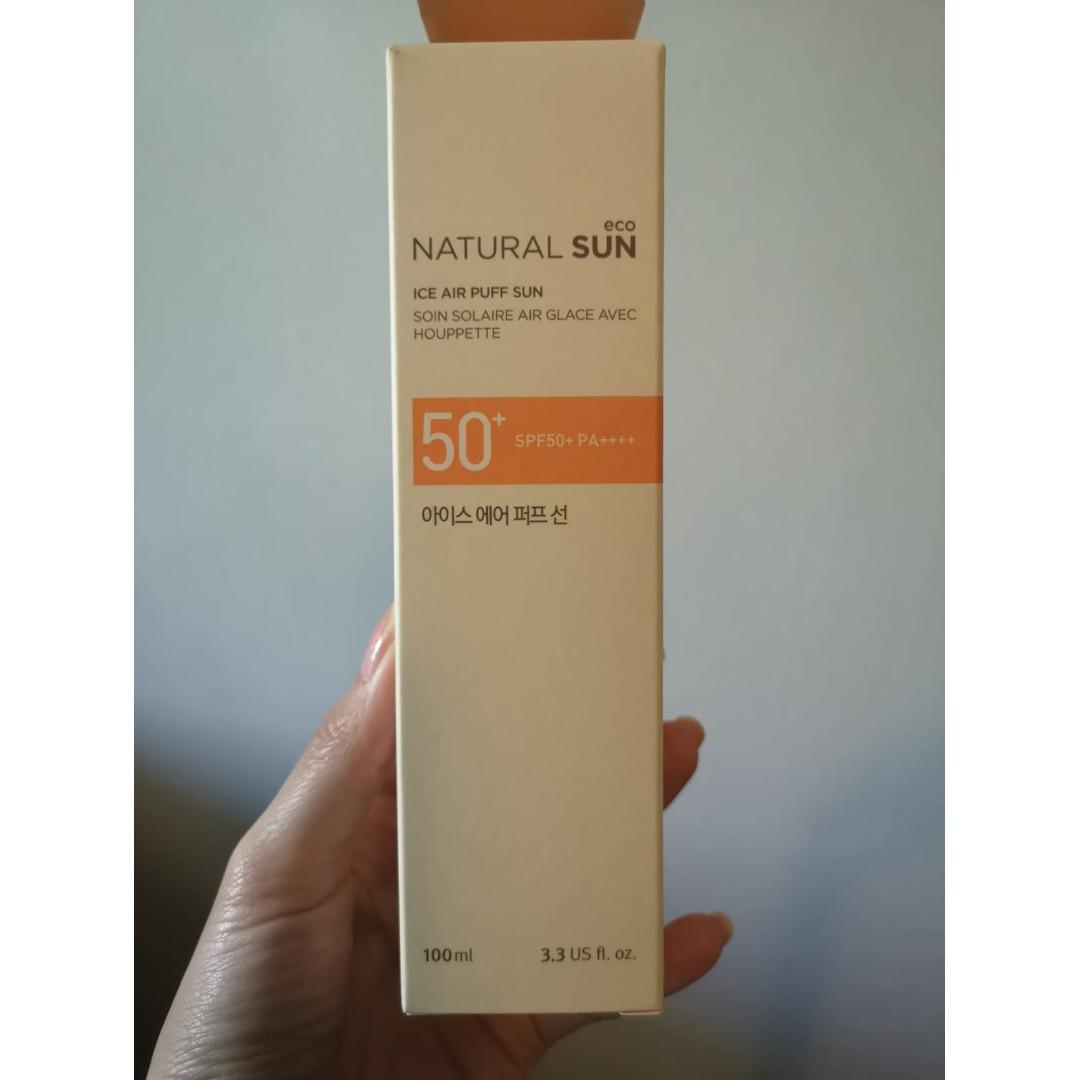 eco
NATURAL SUN
ICE AIR PUFF SUN
SOIN SOLAIRE AIR GLACE AVEC
HOUPPETTE
50+ SPF50+ PA++++
아이스 에어 퍼프 선
100ml 3.3 US fl. oz.